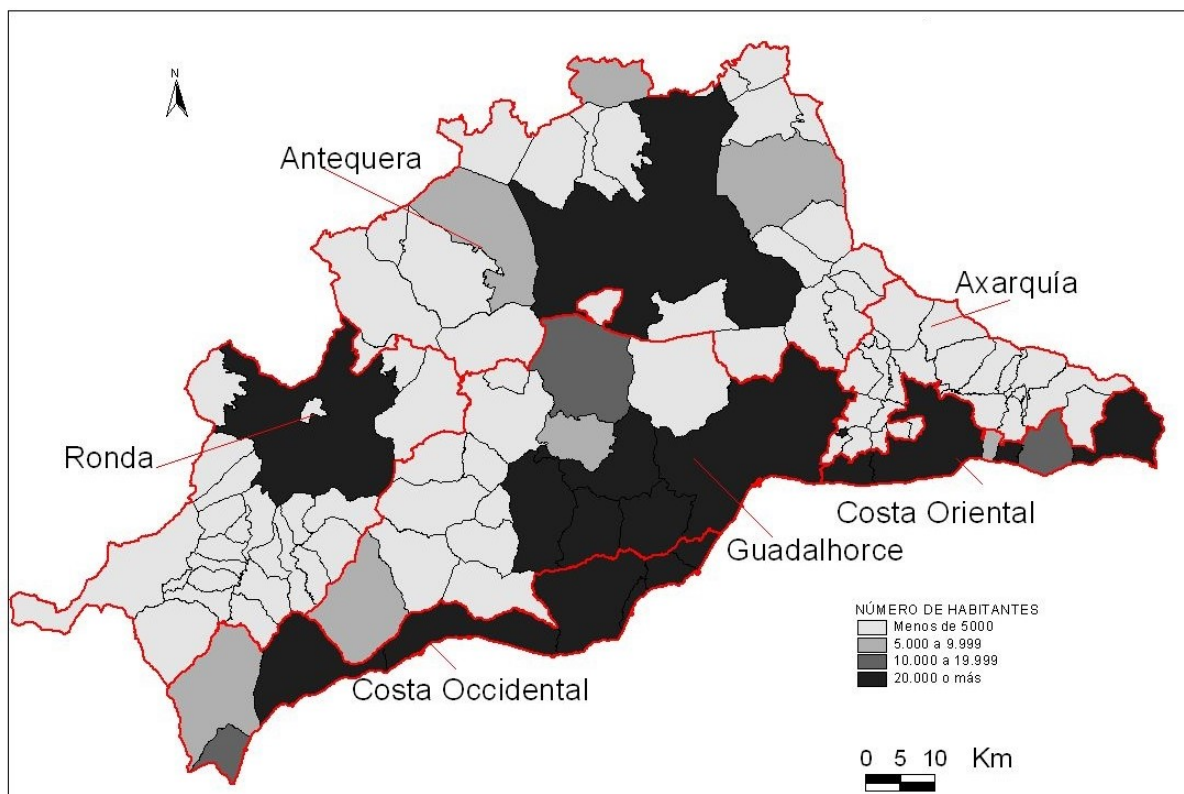 N
Antequera
Axarquía
Ronda
Costa Oriental
Guadalhorce
Costa Occidental
NÚMERO DE HABITANTES
Menos de 5000
5.000 a 9.999
10.000 a 19.999
20.000 o más
0 5 10 Km